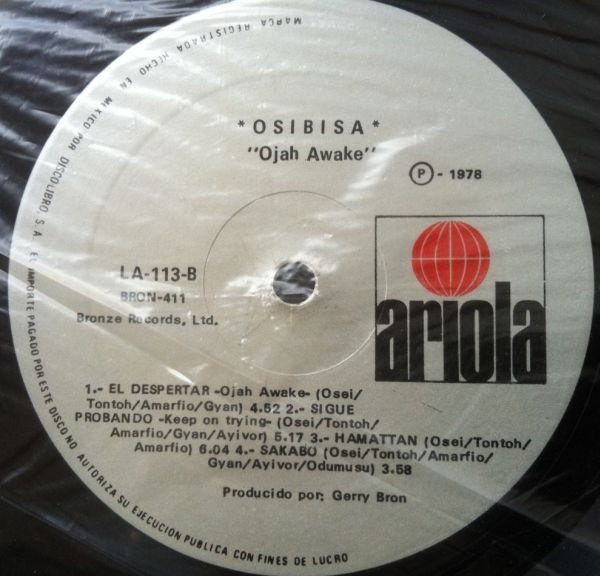 MARCA REGISTRADA HECHO EN MEXICO POR DISCOLIBRO, S.A. EL IMPORTE PAGADO POR ESTE DISCO NO AUTORIZA SU EJECUCION PUBLICA CON FINES DE LUCRO
*OSIBISA*
"Ojah Awake"
P - 1978
LA-113-B
BRON-411
Bronze Records, Ltd.
ariola
1.- EL DESPERTAR -Ojah Awake- (Osei/
Tontoh/Amarfio/Gyan) 4.52 2.- SIGUE
PROBANDO -Keep on trying- (Osei/Tontoh/
Amarfio/Gyan/Ayivor) 5.17 3.- HAMATTAN (Osei/Tontoh/
Amarfio) 6.04 4.- SAKABO (Osei/Tontoh/Amarfio/
Gyan/Ayivor/Odumusu) 3.58
Producido por: Gerry Bron